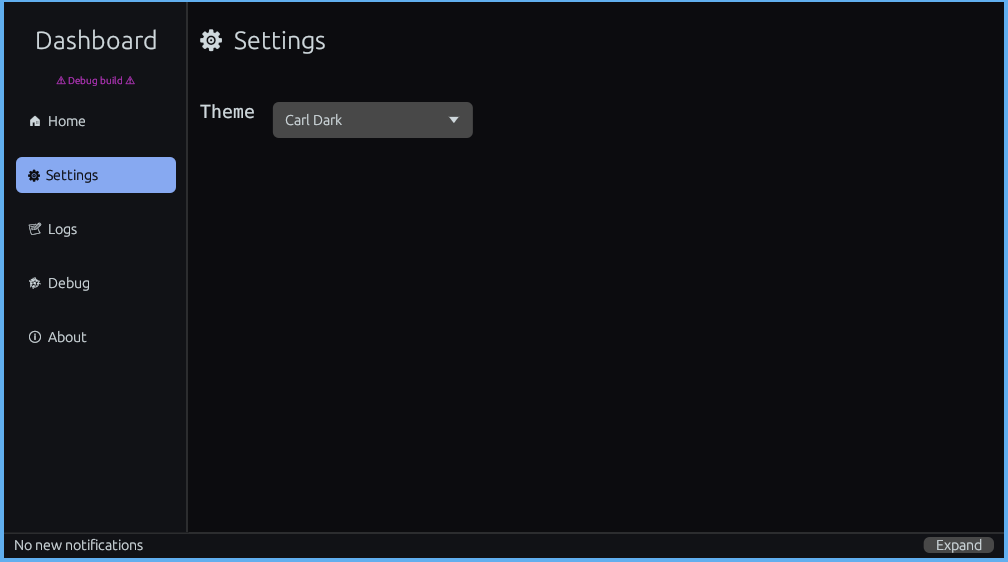 Dashboard
⚠ Debug build ⚠
Home
Settings
Logs
Debug
About
Settings
Theme
Carl Dark
No new notifications
Expand